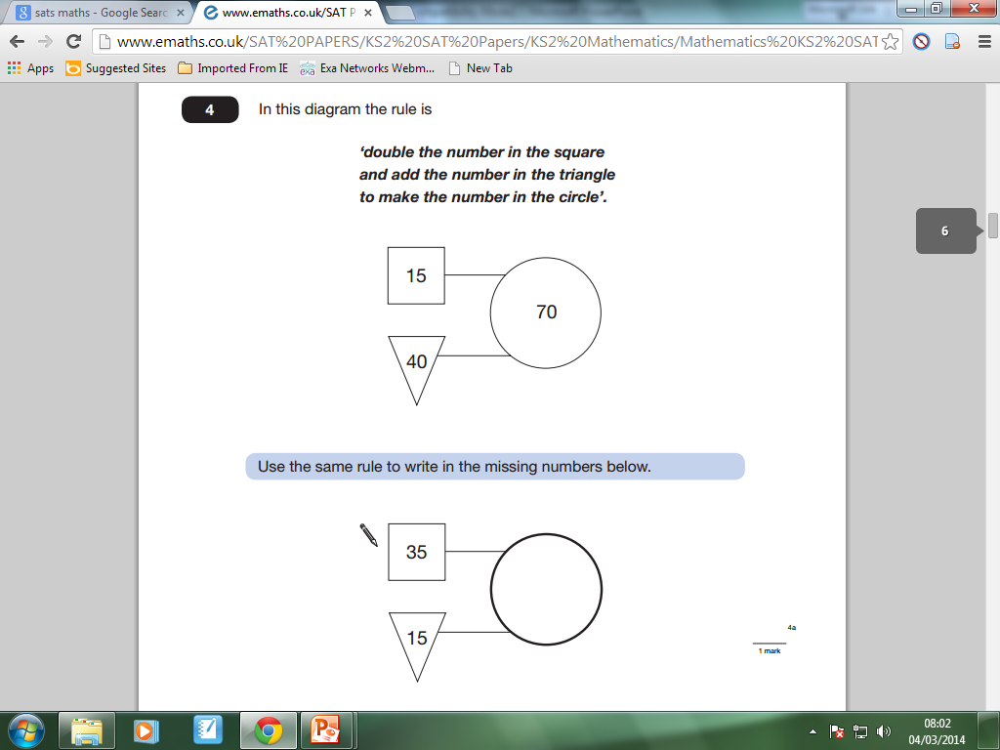 sats maths - Google Searc
www.emaths.co.uk/SAT P
www.emaths.co.uk/SAT%20PAPERS/KS2%20SAT%20Papers/KS2%20Mathematics/Mathematics%20KS2%20SAT
Apps Suggested Sites Imported From IE Exa Networks Webm... New Tab
4 In this diagram the rule is
‘double the number in the square
and add the number in the triangle
to make the number in the circle’.
6
15
70
40
Use the same rule to write in the missing numbers below.
35
15
4a
1 mark
08:02
04/03/2014